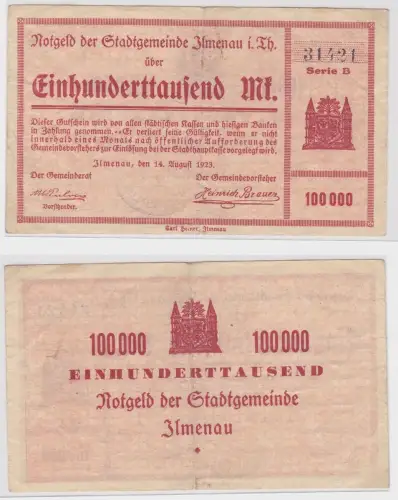 Notgeld der Stadtgemeinde Ilmenau i. Th.
über
Einhunderttausend Mk.
Dieser Gutschein wird von allen städtischen Kassen und hiesigen Banken
in Zahlung genommen. Er verliert seine Gültigkeit, wenn er nicht
innerhalb eines Monats nach öffentlicher Aufforderung des
Gemeindevorstehers zur Einlösung bei der Stadthauptkasse vorgelegt wird.
Ilmenau, den 14. August 1923.
Der Gemeinderat
Der Gemeindevorsteher
Heinrich Brauer
Vorsitzender.
31421
Serie B
100 000
Ilmenau
100 000
100 000
EINHUNDERTTAUSEND
Notgeld der Stadtgemeinde
Ilmenau